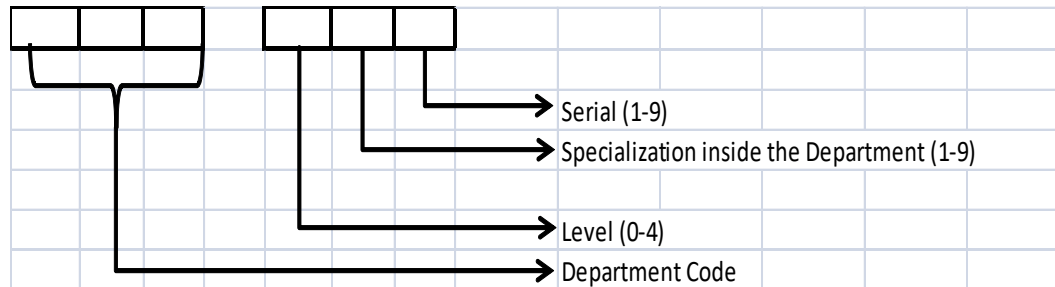 Serial (1-9)
Specialization inside the Department (1-9)
Level (0-4)
Department Code